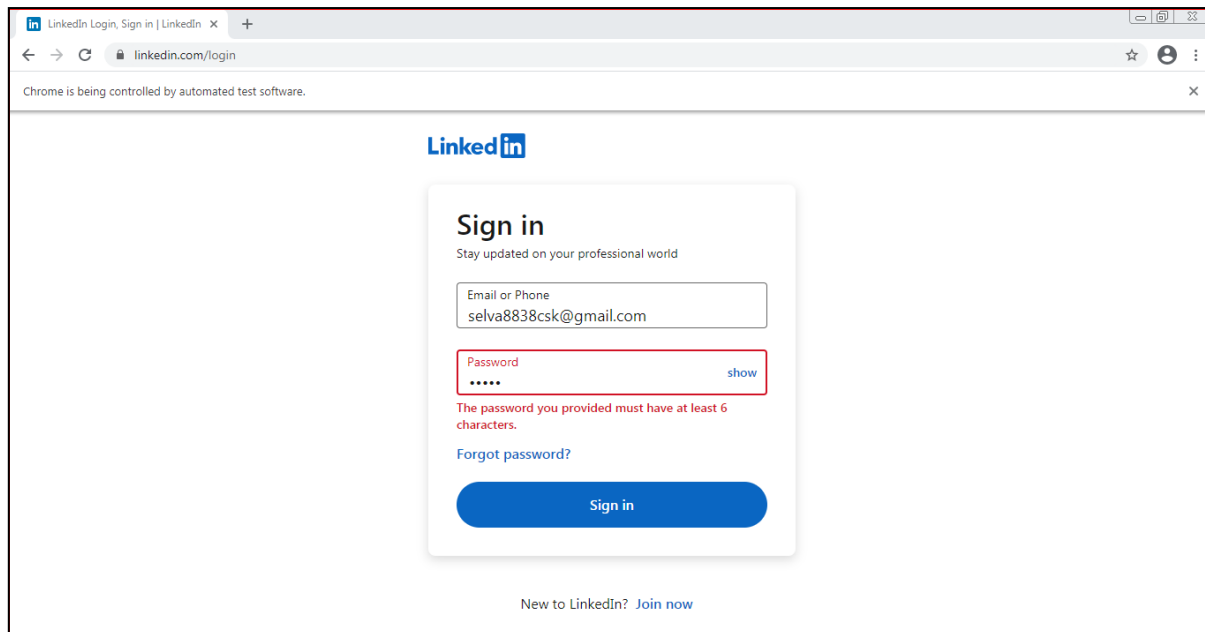 LinkedIn Login, Sign in | LinkedIn
linkedin.com/login
Chrome is being controlled by automated test software.
Linked in
Sign in
Stay updated on your professional world
Email or Phone
selva8838csk@gmail.com
Password
•••••
show
The password you provided must have at least 6
characters.
Forgot password?
Sign in
New to LinkedIn? Join now